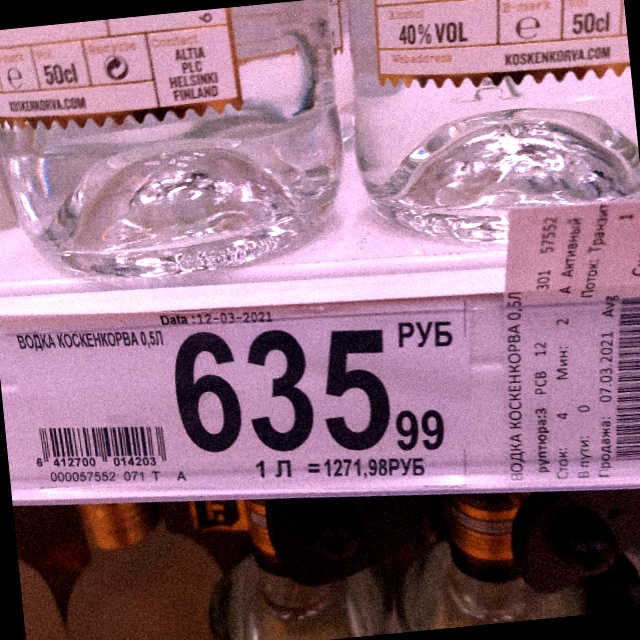 50cl
ALTIA
PLC
HELSINKI
FINLAND
KOSKENKORVA.COM
40%VOL
50cl
KOSKENKORVA.COM
Data :12-03-2021
ВОДКА КОСКЕНКОРВА 0,5Л
635
99
РУБ
1 Л =1271,98РУБ
6 412700 014203
000057552 071 T A
ВОДКА КОСКЕНКОРВА 0,5Л
301 57552
РСВ 12
А Активный
Сток: 4 Мин: 2
В пути: 0
Продажа: 07.03.2021